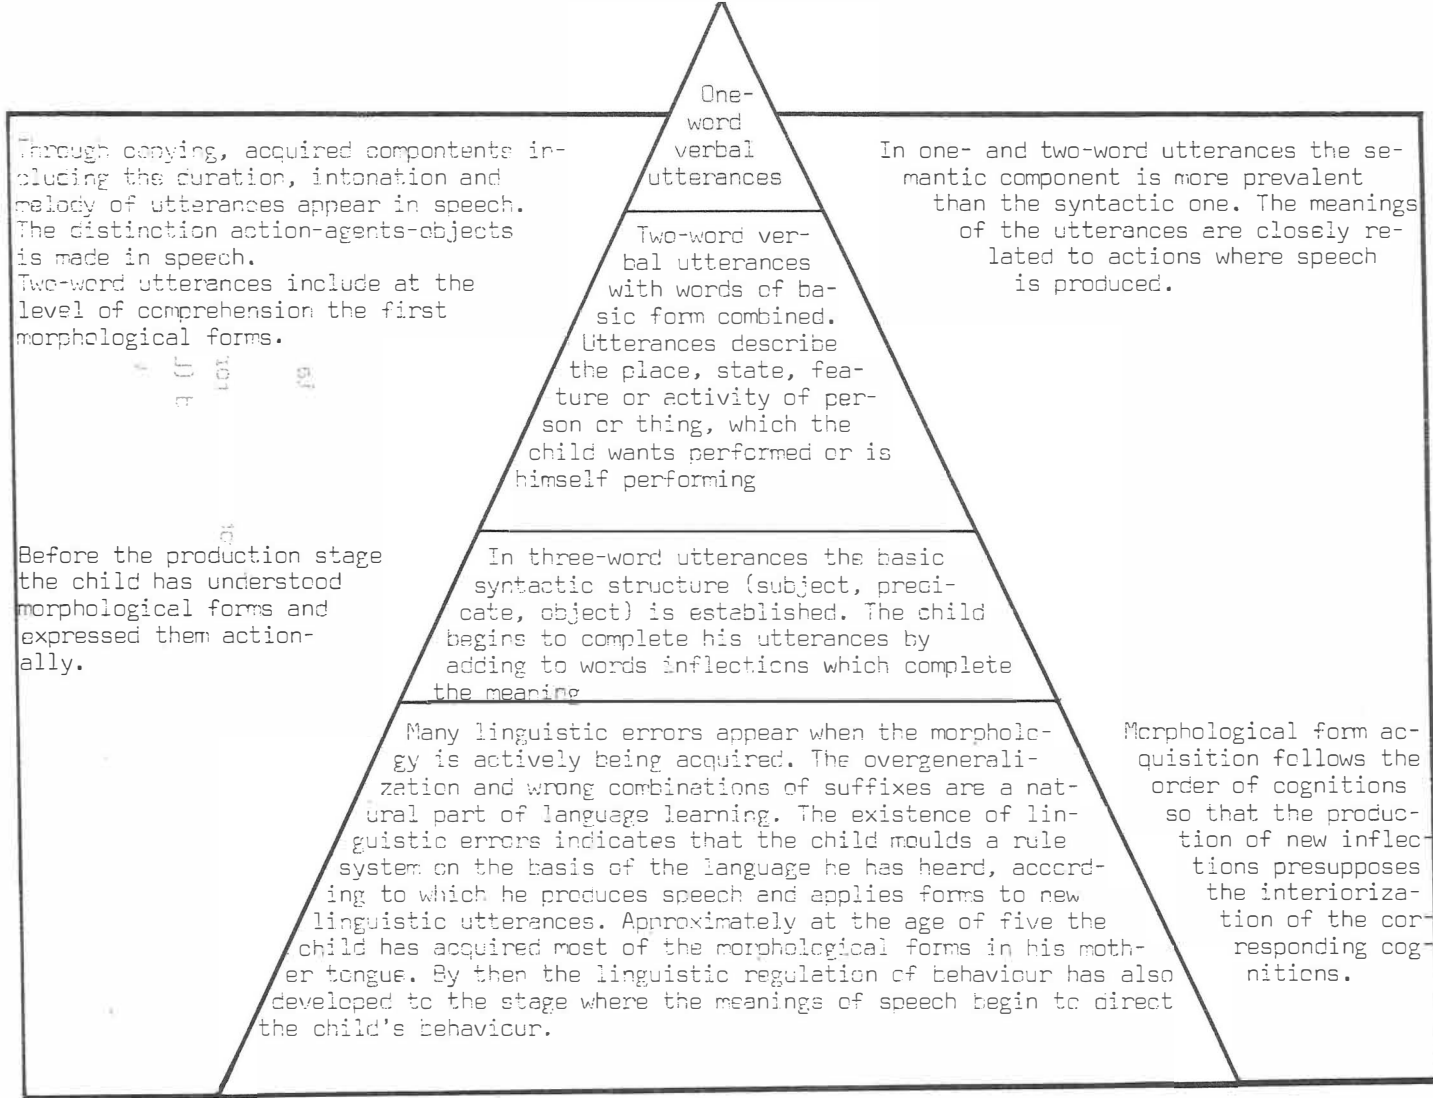 One-
word
verbal
utterances
Through copying, acquired compontents in-
cluding the duration, intonation and
melody of utterances appear in speech.
The distinction action-agents-objects
is made in speech.
Two-word utterances include at the
level of comprehension the first
morphological forms.
In one- and two-word utterances the se-
mantic component is more prevalent
than the syntactic one. The meanings
of the utterances are closely re-
lated to actions where speech
is produced.
Two-word ver-
bal utterances
with words of ba-
sic form combined.
Utterances describe
the place, state, fea-
ture or activity of per-
son or thing, which the
child wants performed or is
himself performing
Before the production stage
the child has understood
morphological forms and
expressed them action-
ally.
In three-word utterances the basic
syntactic structure (subject, predi-
cate, object) is established. The child
begins to complete his utterances by
adding to words inflections which complete
the meaning
Many linguistic errors appear when the morpholo-
gy is actively being acquired. The overgenerali-
zation and wrong combinations of suffixes are a nat-
ural part of language learning. The existence of lin-
guistic errors indicates that the child moulds a rule
system on the basis of the language he has heard, accord-
ing to which he produces speech and applies forms to new
linguistic utterances. Approximately at the age of five the
child has acquired most of the morphological forms in his moth-
er tongue. By then the linguistic regulation of behaviour has also
developed to the stage where the meanings of speech begin to direct
the child's behaviour.
Morphological form ac-
quisition follows the
order of cognitions
so that the produc-
tion of new inflec-
tions presupposes
the interioriza-
tion of the cor-
responding cog-
nitions.